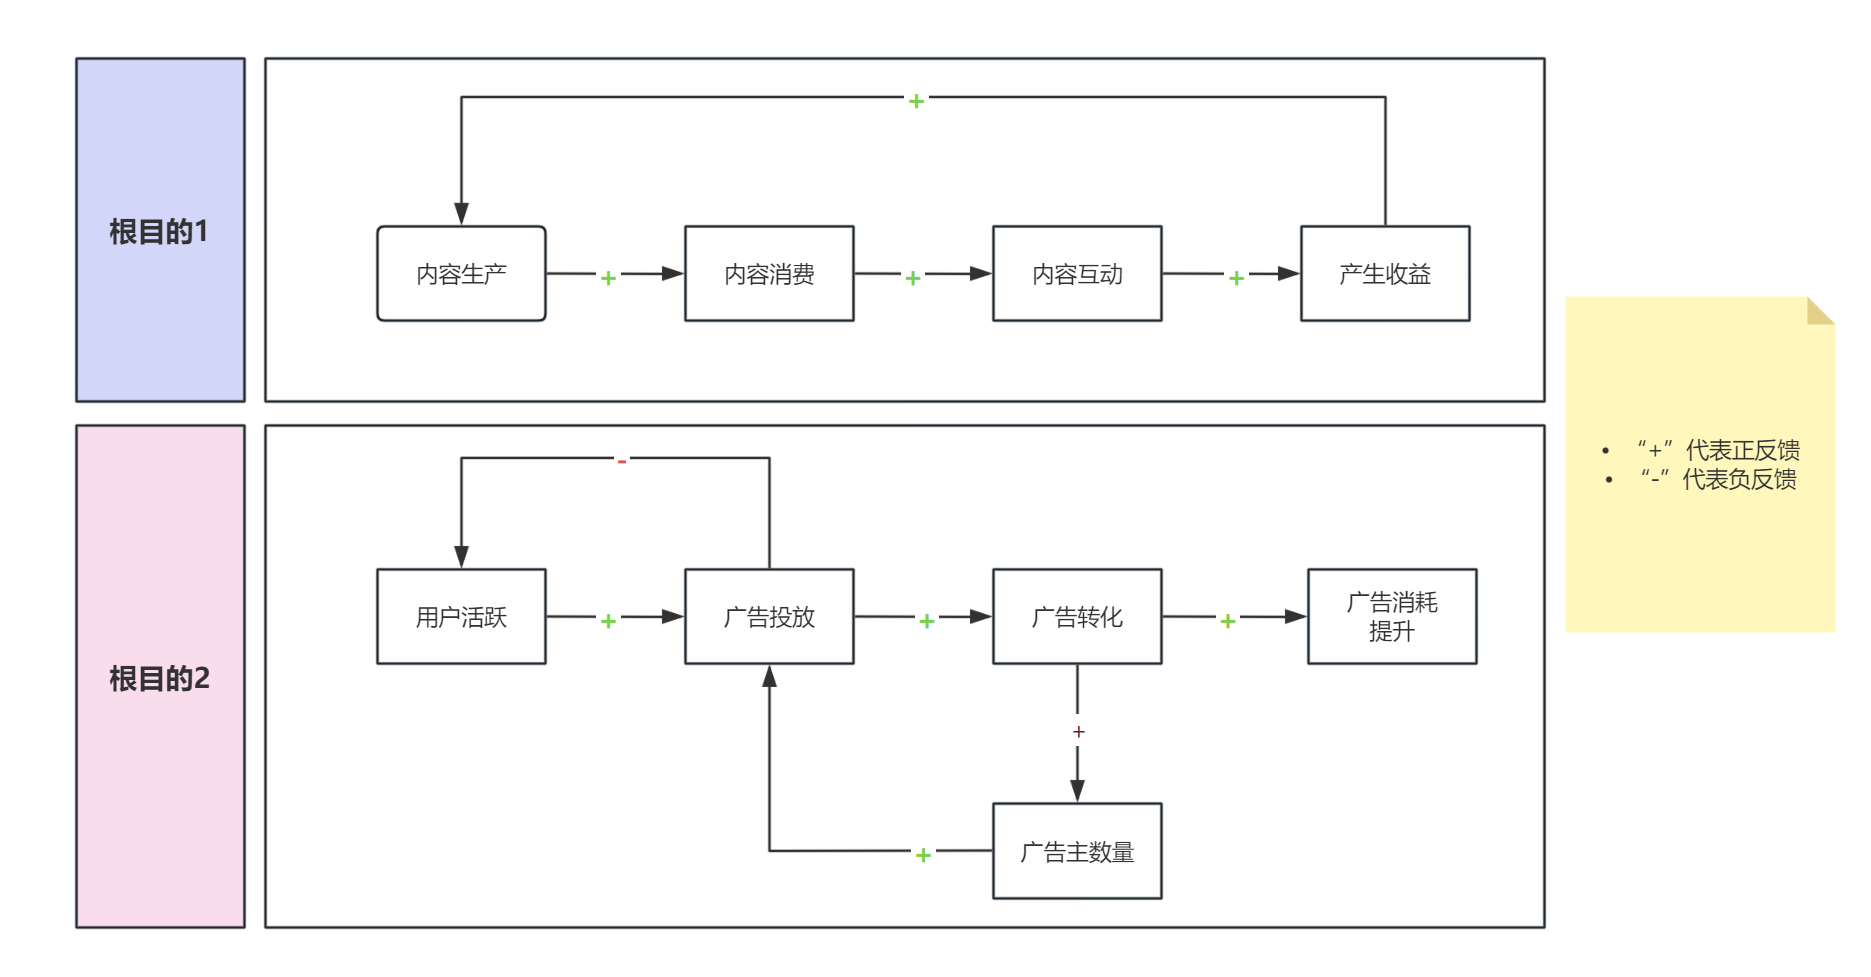 根目的1
+
内容生产
+
内容消费
+
内容互动
+
产生收益
根目的2
-
用户活跃
+
广告投放
+
广告转化
+
广告消耗
提升
+
广告主数量
+
• “+”代表正反馈
• “-”代表负反馈